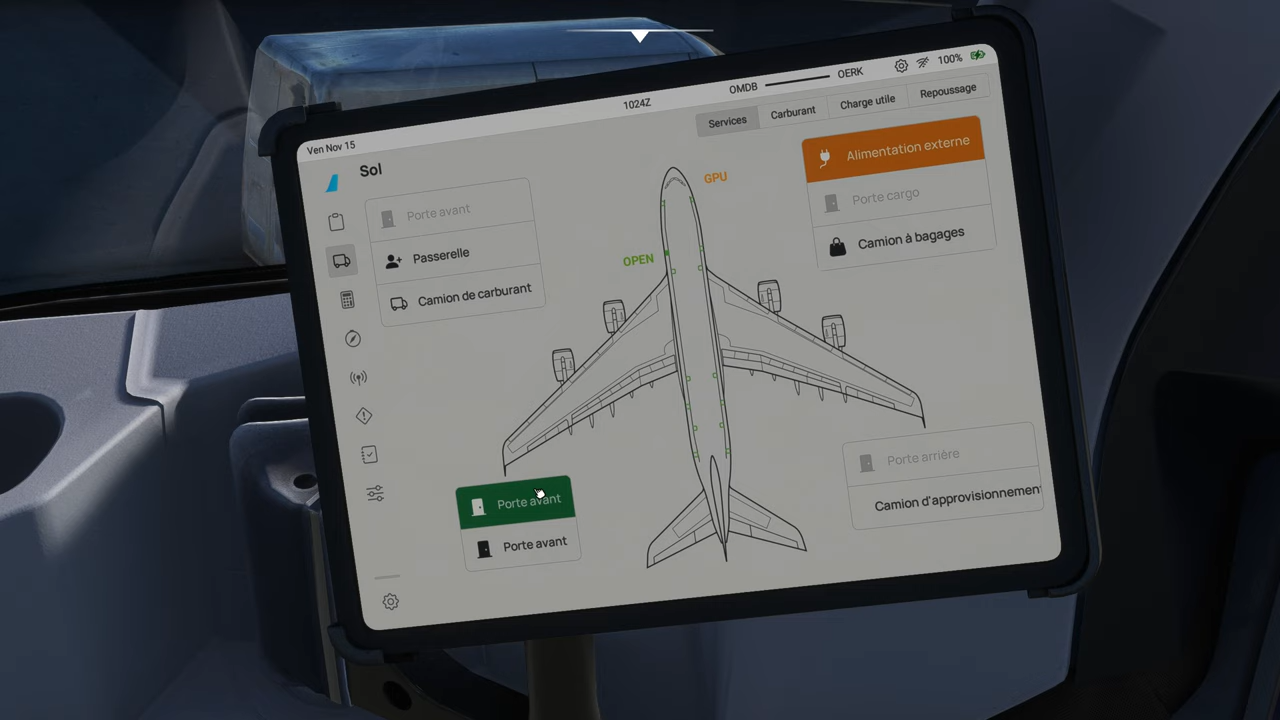 Ven Nov 15
1024Z
OMDB
OERK
100%
Sol
Services
Carburant
Charge utile
Repoussage
Porte avant
Passerelle
Camion de carburant
GPU
OPEN
Alimentation externe
Porte cargo
Camion à bagages
Porte avant
Porte avant
Porte arrière
Camion d'approvisionnement